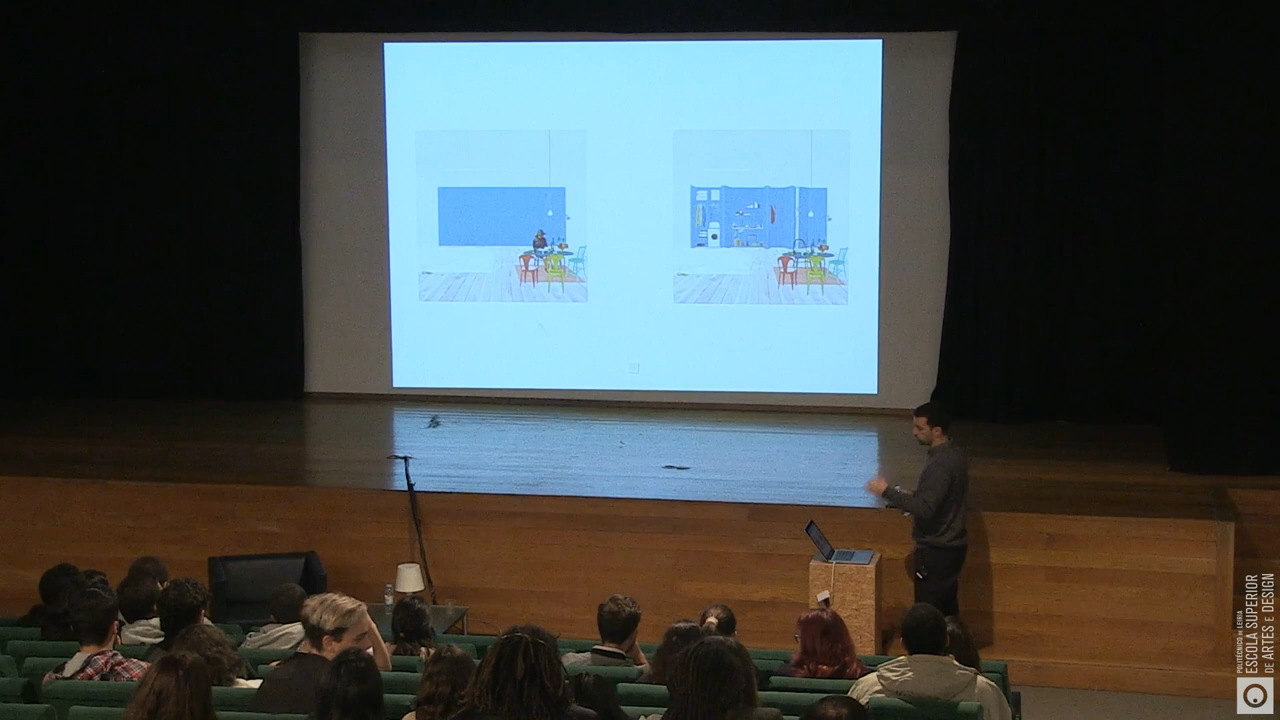 POLITÉCNICO DE LEIRIA
ESCOLA SUPERIOR
DE ARTES E DESIGN